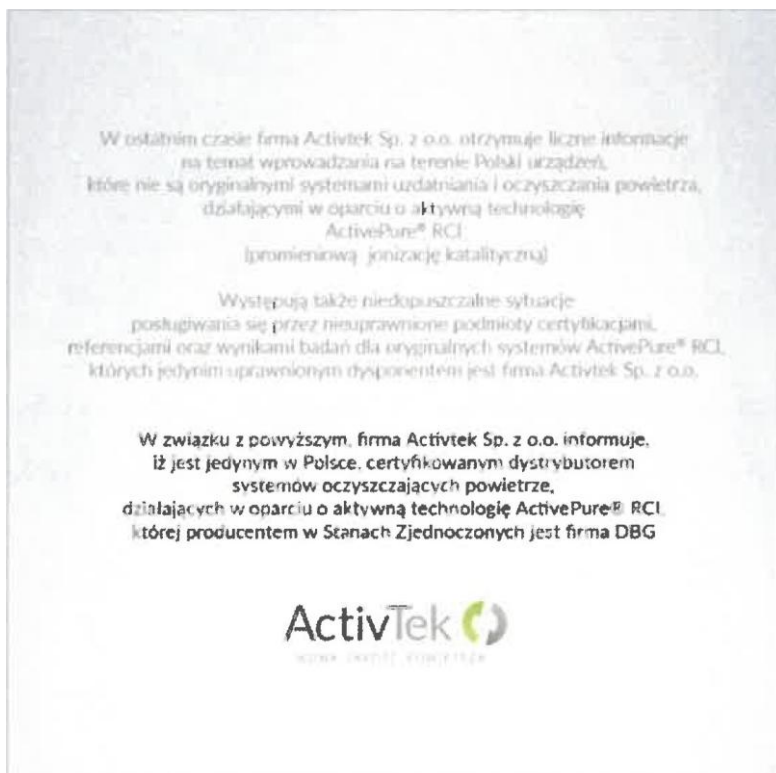 W ostatnim czasie firma Activtek Sp. z o.o. otrzymuje liczne informacje
na temat wprowadzania na terenie Polski urządzeń,
które nie są oryginalnymi systemami uzdatniania i oczyszczania powietrza,
działającymi w oparciu o aktywną technologię
ActivePure® RCI
(promieniową jonizację katalityczną)
Występują także niedopuszczalne sytuacje
posługiwania się przez nieuprawnione podmioty certyfikacjami,
referencjami oraz wynikami badań dla oryginalnych systemów ActivePure® RCI,
których jedynim uprawnionym dysponentem jest firma Activtek Sp. z o.o.
W związku z powyższym, firma Activtek Sp. z o.o. informuje,
iż jest jedynym w Polsce, certyfikowanym dystrybutorem
systemów oczyszczających powietrze,
działających w oparciu o aktywną technologię ActivePure® RCI,
której producentem w Stanach Zjednoczonych jest firma DBG
ActivTek
NOWA JAKOŚĆ POWIETRZA